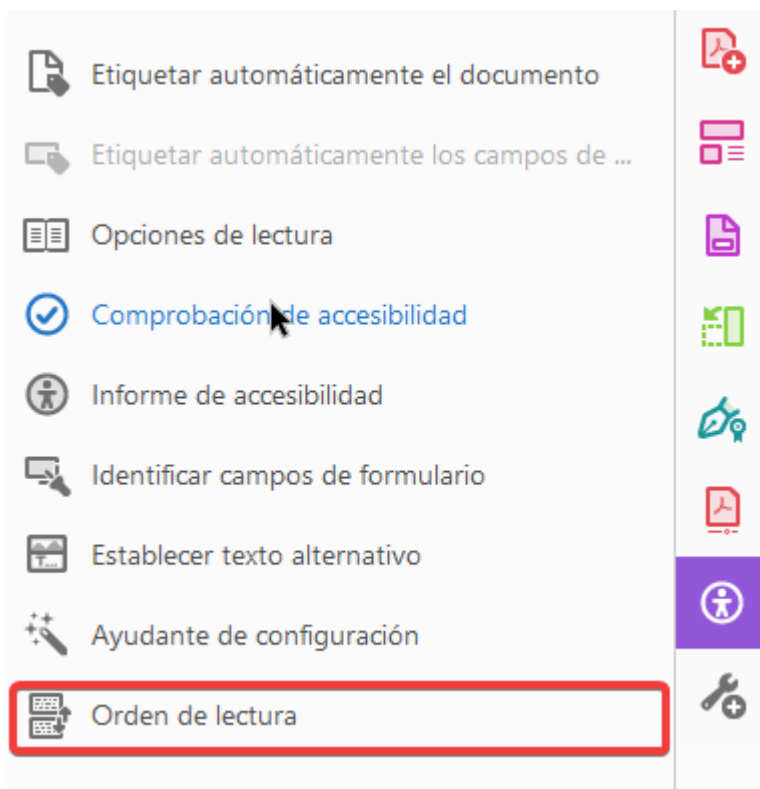 Etiquetar automáticamente el documento
Etiquetar automáticamente los campos de ...
Opciones de lectura
Comprobación de accesibilidad
Informe de accesibilidad
Identificar campos de formulario
Establecer texto alternativo
Ayudante de configuración
Orden de lectura